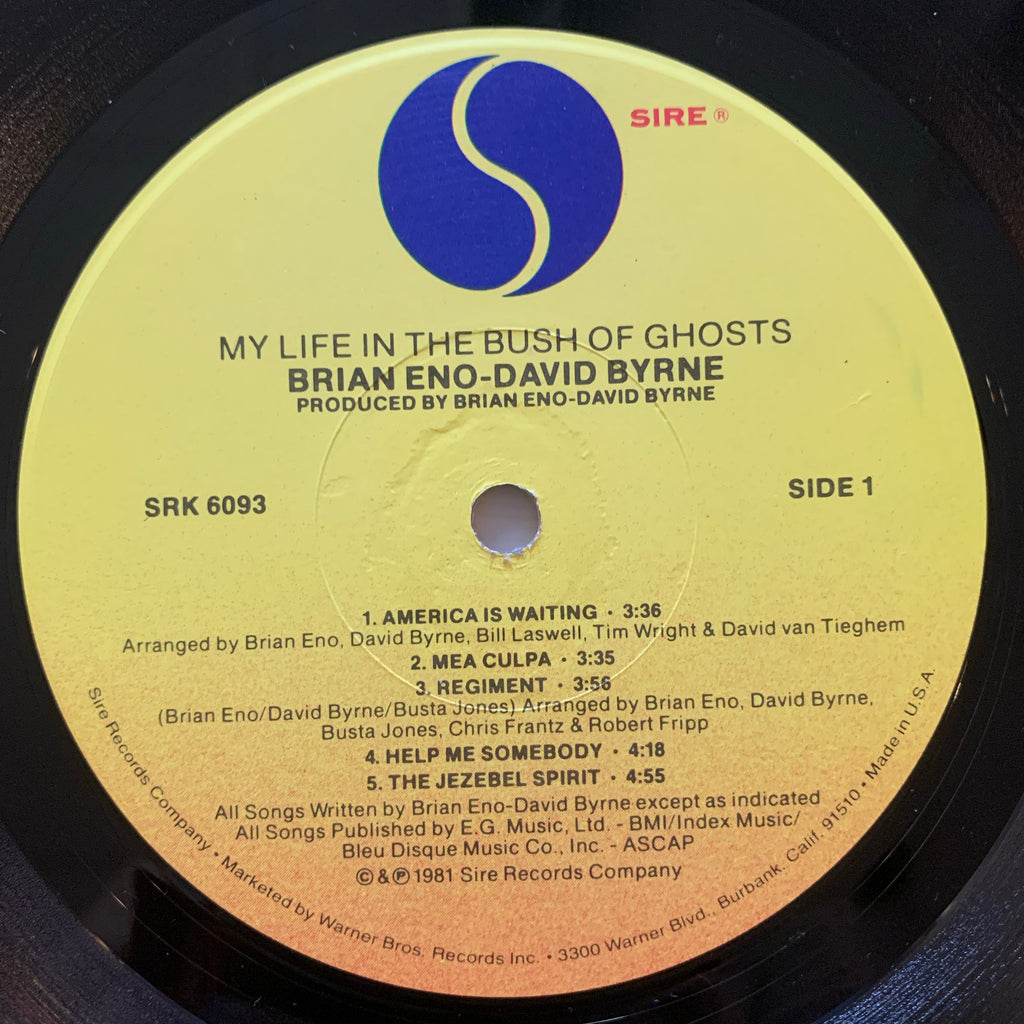 SIRE ®
MY LIFE IN THE BUSH OF GHOSTS
BRIAN ENO-DAVID BYRNE
PRODUCED BY BRIAN ENO-DAVID BYRNE
SRK 6093
SIDE 1
1. AMERICA IS WAITING · 3:36
Arranged by Brian Eno, David Byrne, Bill Laswell, Tim Wright & David van Tieghem
2. MEA CULPA · 3:35
3. REGIMENT · 3:56
(Brian Eno/David Byrne/Busta Jones) Arranged by Brian Eno, David Byrne,
Busta Jones, Chris Frantz & Robert Fripp
4. HELP ME SOMEBODY · 4:18
5. THE JEZEBEL SPIRIT · 4:55
All Songs Written by Brian Eno-David Byrne except as indicated
All Songs Published by E.G. Music, Ltd. - BMI/Index Music/
Bleu Disque Music Co., Inc. - ASCAP
©&℗1981 Sire Records Company
Sire Records Company • Marketed by Warner Bros. Records Inc. • 3300 Warner Blvd., Burbank, Calif. 91510 • Made in U.S.A.